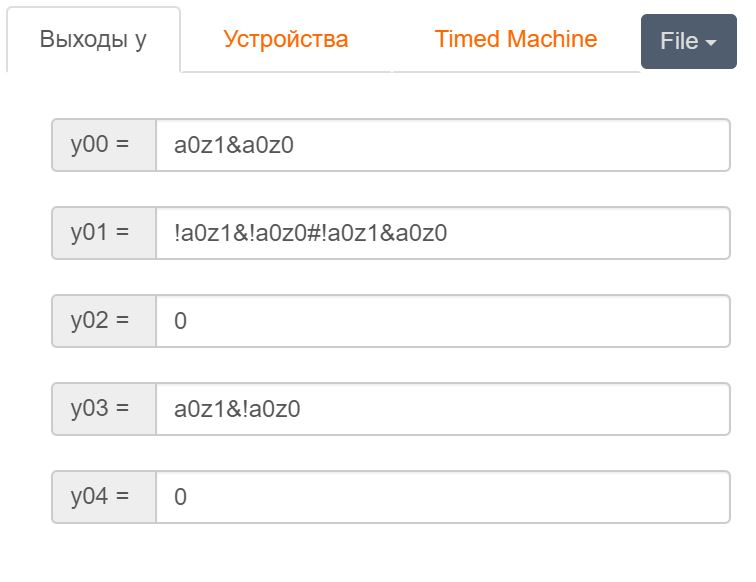 Выходы y Устройства Timed Machine File
y00 = a0z1&a0z0
y01 = !a0z1&!a0z0#!a0z1&a0z0
y02 = 0
y03 = a0z1&!a0z0
y04 = 0